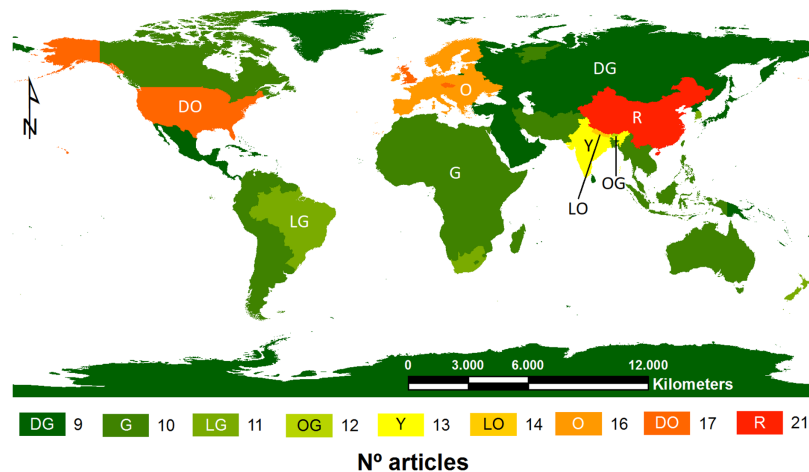 N
DO
DG
O
R
G
Y
OG
LO
LG
0 3.000 6.000 12.000
Kilometers
DG 9 G 10 LG 11 OG 12 Y 13 LO 14 O 16 DO 17 R 21
Nº articles